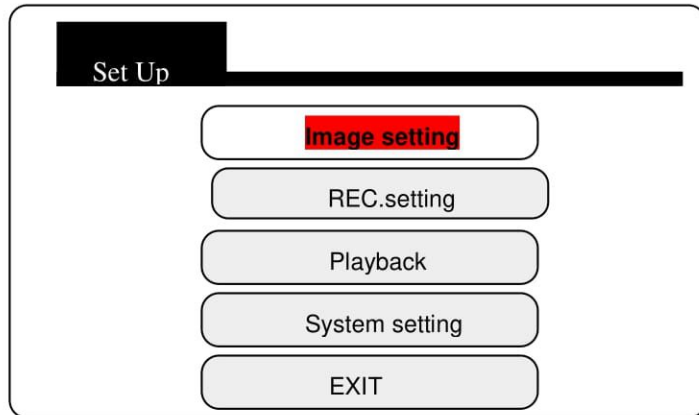 Set Up
Image setting
REC.setting
Playback
System setting
EXIT